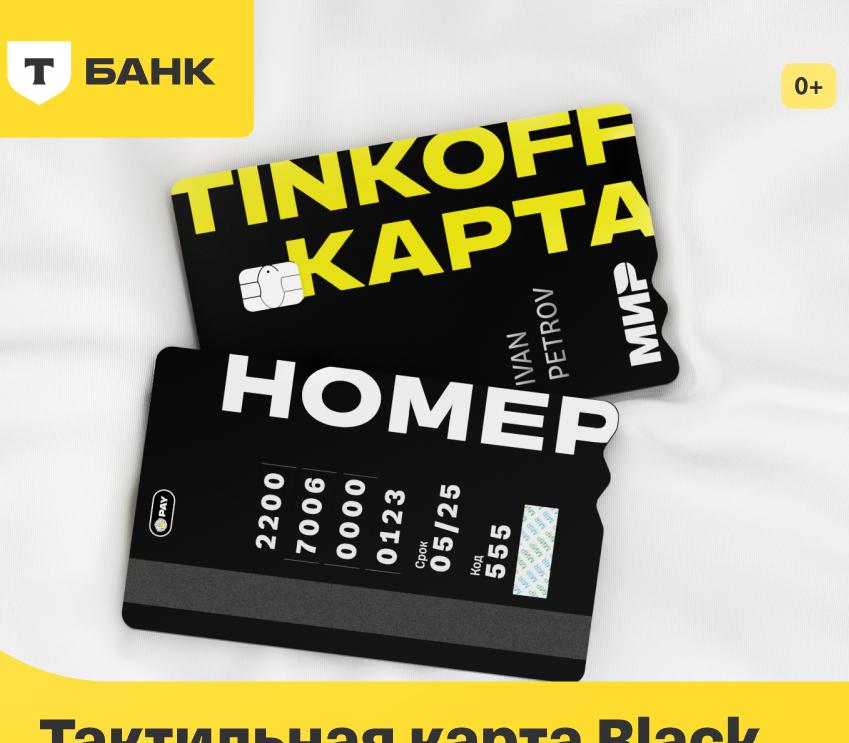 Т БАНК
0+
TINKOFF
КАРТА
IVAN
PETROV
МИР
НОМЕР
PAY
2200
7006
0000
0123
Срок
05/25
Код
555
Тактильная карта Black